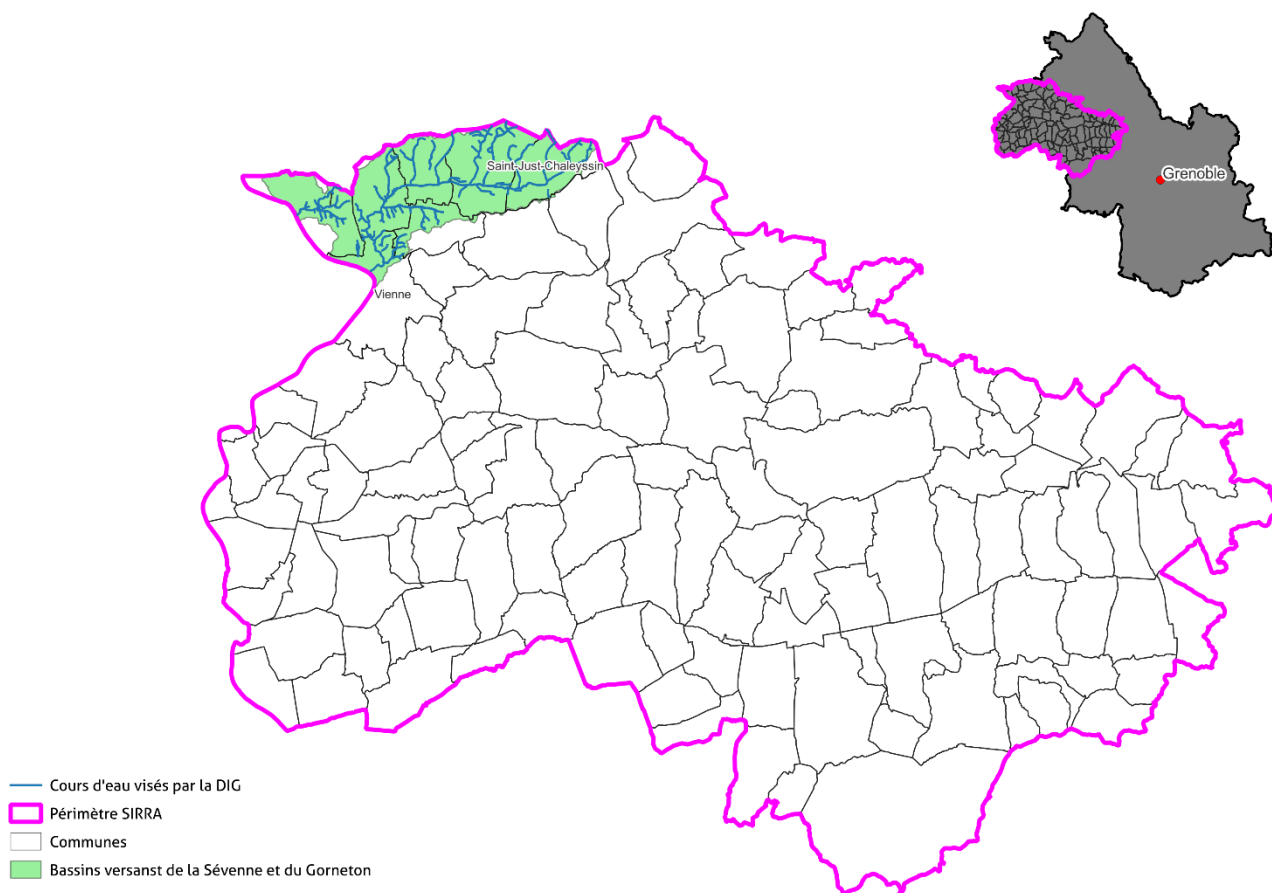 Grenoble
Saint-Just-Chaleyssin
Vienne
Cours d'eau visés par la DIG
Périmètre SIRRA
Communes
Bassins versant de la Sévenne et du Gorneton